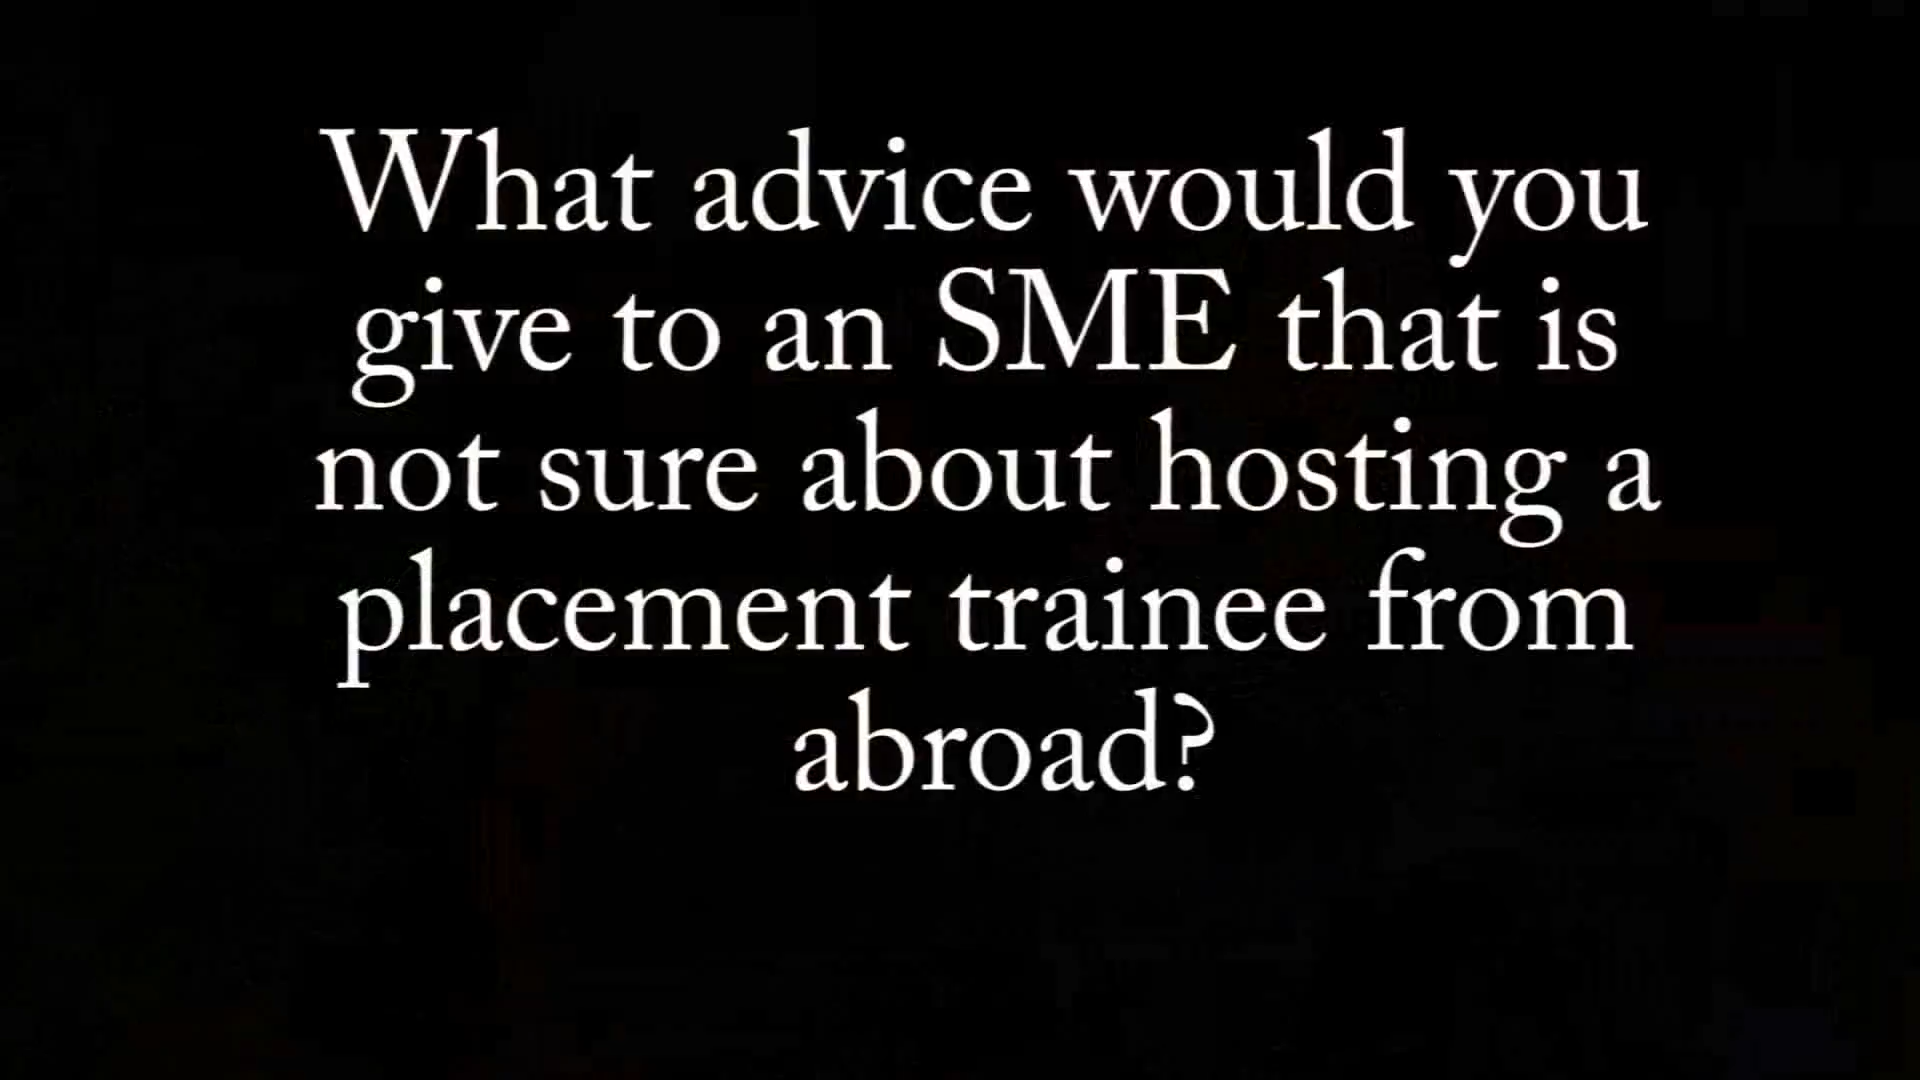 What advice would you
give to an SME that is
not sure about hosting a
placement trainee from
abroad?